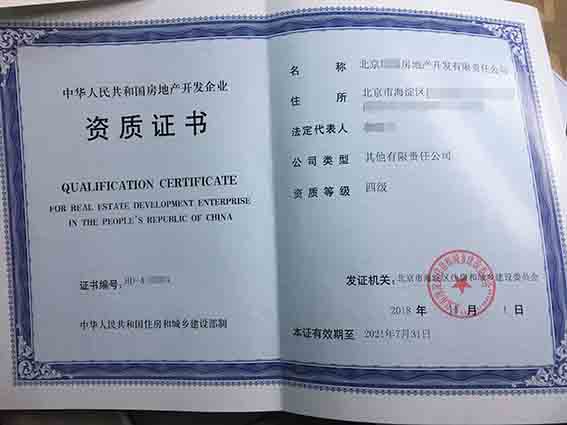 中华人民共和国房地产开发企业
资质证书
QUALIFICATION CERTIFICATE
FOR REAL ESTATE DEVELOPMENT ENTERPRISE
IN THE PEOPLE'S REPUBLIC OF CHINA
证书编号：HD-A
中华人民共和国住房和城乡建设部制
名 称 北京 房地产开发有限责任公司
住 所 北京市海淀区
法定代表人
公司类型 其他有限责任公司
资质等级 四级
发证机关：北京市海淀区住房和城乡建设委员会
2018 年 月 1 日
本证有效期至 2021年7月31日